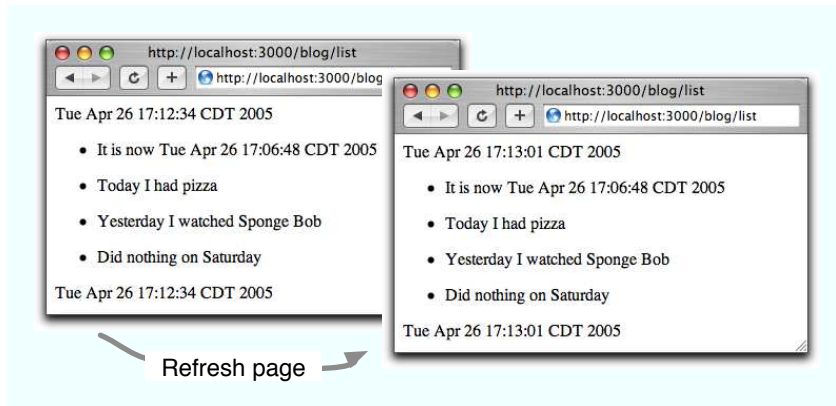 http://localhost:3000/blog/list
http://localhost:3000/blog
Tue Apr 26 17:12:34 CDT 2005
• It is now Tue Apr 26 17:06:48 CDT 2005
• Today I had pizza
• Yesterday I watched Sponge Bob
• Did nothing on Saturday
Tue Apr 26 17:12:34 CDT 2005
http://localhost:3000/blog/list
http://localhost:3000/blog/list
Tue Apr 26 17:13:01 CDT 2005
• It is now Tue Apr 26 17:06:48 CDT 2005
• Today I had pizza
• Yesterday I watched Sponge Bob
• Did nothing on Saturday
Tue Apr 26 17:13:01 CDT 2005
Refresh page